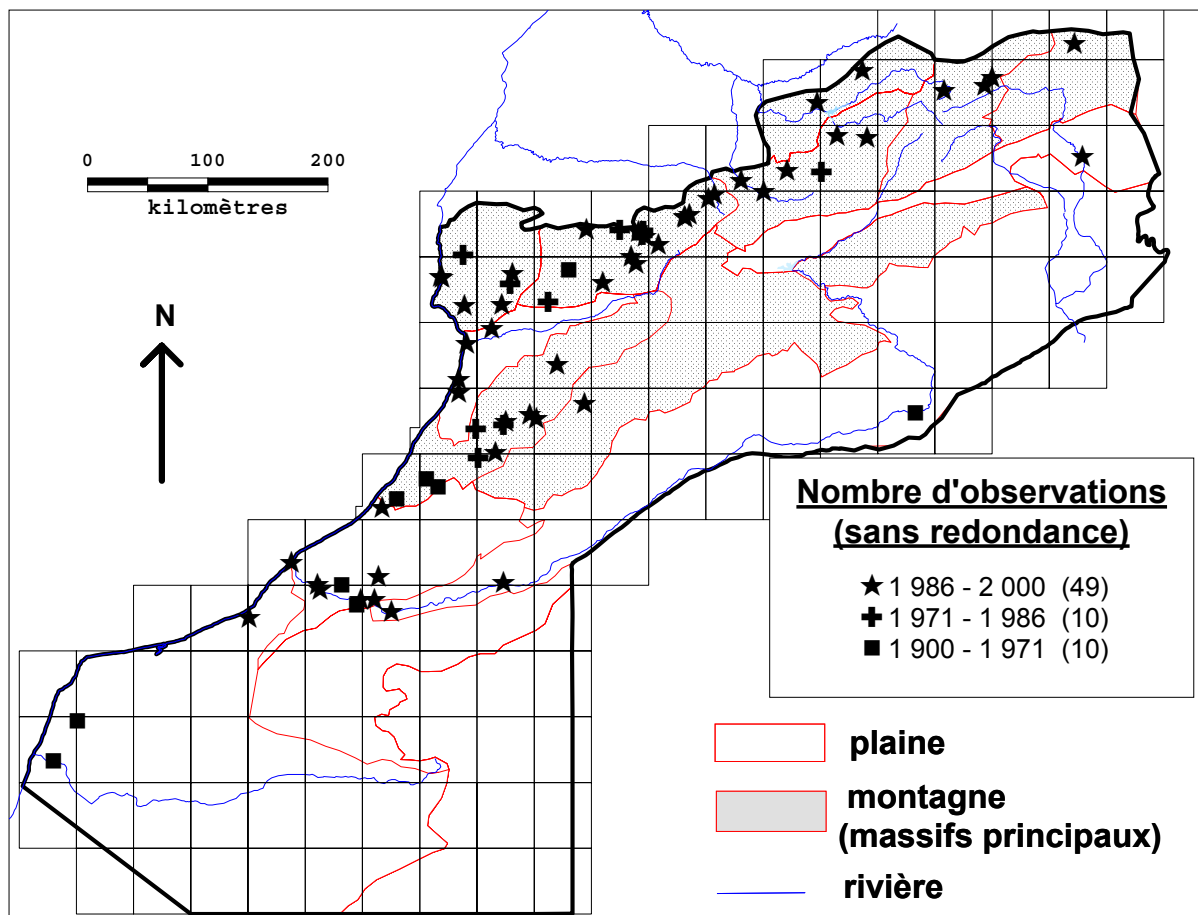 0 100 200
kilomètres
N
Nombre d'observations
(sans redondance)
1 986 - 2 000 (49)
1 971 - 1 986 (10)
1 900 - 1 971 (10)
plaine
montagne
(massifs principaux)
rivière